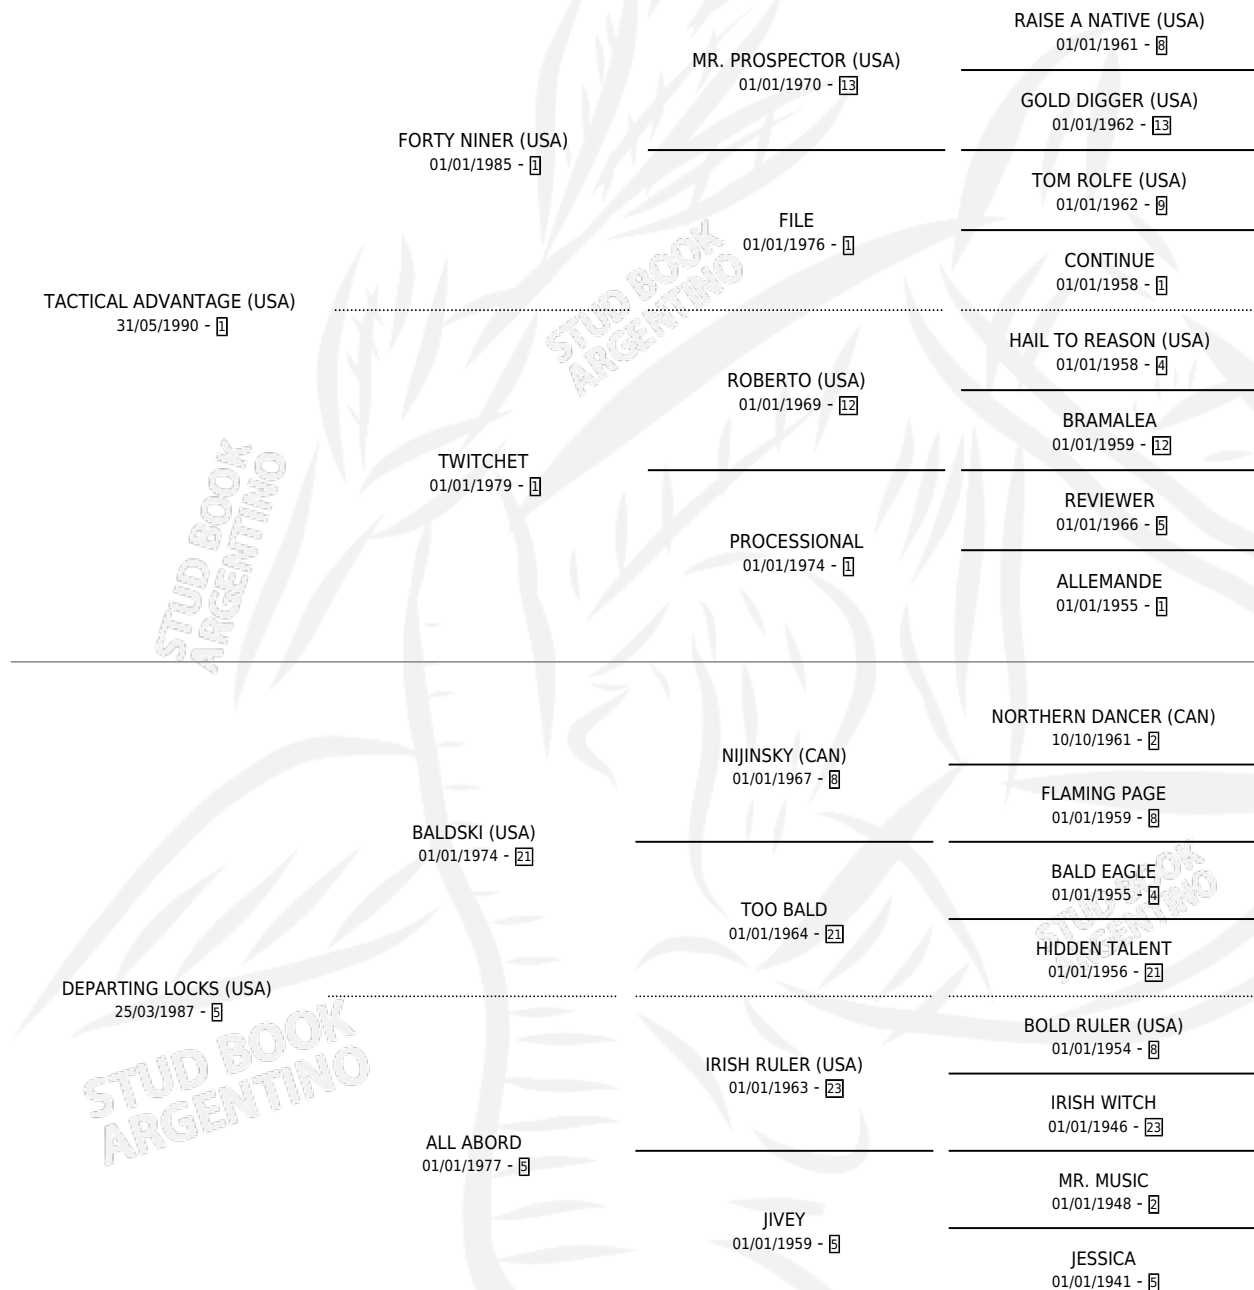 RAISE A NATIVE (USA)
01/01/1961 - 8
MR. PROSPECTOR (USA)
01/01/1970 - 13
GOLD DIGGER (USA)
01/01/1962 - 13
FORTY NINER (USA)
01/01/1985 - 1
TOM ROLFE (USA)
01/01/1962 - 9
FILE
01/01/1976 - 1
CONTINUE
01/01/1958 - 1
TACTICAL ADVANTAGE (USA)
31/05/1990 - 1
STUD BOOK
ARGENTINO
HAIL TO REASON (USA)
01/01/1958 - 4
ROBERTO (USA)
01/01/1969 - 12
BRAMALEA
01/01/1959 - 12
TWITCHET
01/01/1979 - 1
REVIEWER
01/01/1966 - 5
PROCESSIONAL
01/01/1974 - 1
ALLEMANDE
01/01/1955 - 1
STUD BOOK
ARGENTINO
NORTHERN DANCER (CAN)
10/10/1961 - 2
NIJINSKY (CAN)
01/01/1967 - 8
FLAMING PAGE
01/01/1959 - 8
BALDSKI (USA)
01/01/1974 - 21
BALD EAGLE
01/01/1955 - 4
TOO BALD
01/01/1964 - 21
STUD BOOK
ARGENTINO
HIDDEN TALENT
01/01/1956 - 21
DEPARTING LOCKS (USA)
25/03/1987 - 5
BOLD RULER (USA)
01/01/1954 - 8
STUD BOOK
ARGENTINO
IRISH RULER (USA)
01/01/1963 - 23
IRISH WITCH
01/01/1946 - 23
ALL ABORD
01/01/1977 - 5
MR. MUSIC
01/01/1948 - 2
JIVEY
01/01/1959 - 5
JESSICA
01/01/1941 - 5